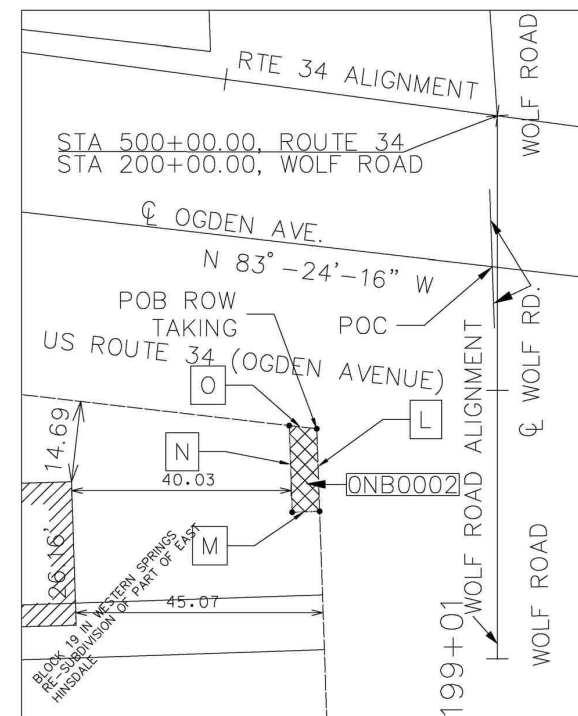 WOLF ROAD
RTE 34 ALIGNMENT
STA 500+00.00, ROUTE 34
STA 200+00.00, WOLF ROAD
℄ OGDEN AVE.
N 83° -24'-16" W
POB ROW
TAKING
POC
US ROUTE 34 (OGDEN AVENUE)
O
L
14.69
N
40.03
0NB0002
M
26.16'
45.07
BLOCK 19 IN WESTERN SPRINGS
RE-SUBDIVISION OF PART OF EAST
HINSDALE
WOLF ROAD ALIGNMENT
℄ WOLF RD.
199+01
WOLF ROAD